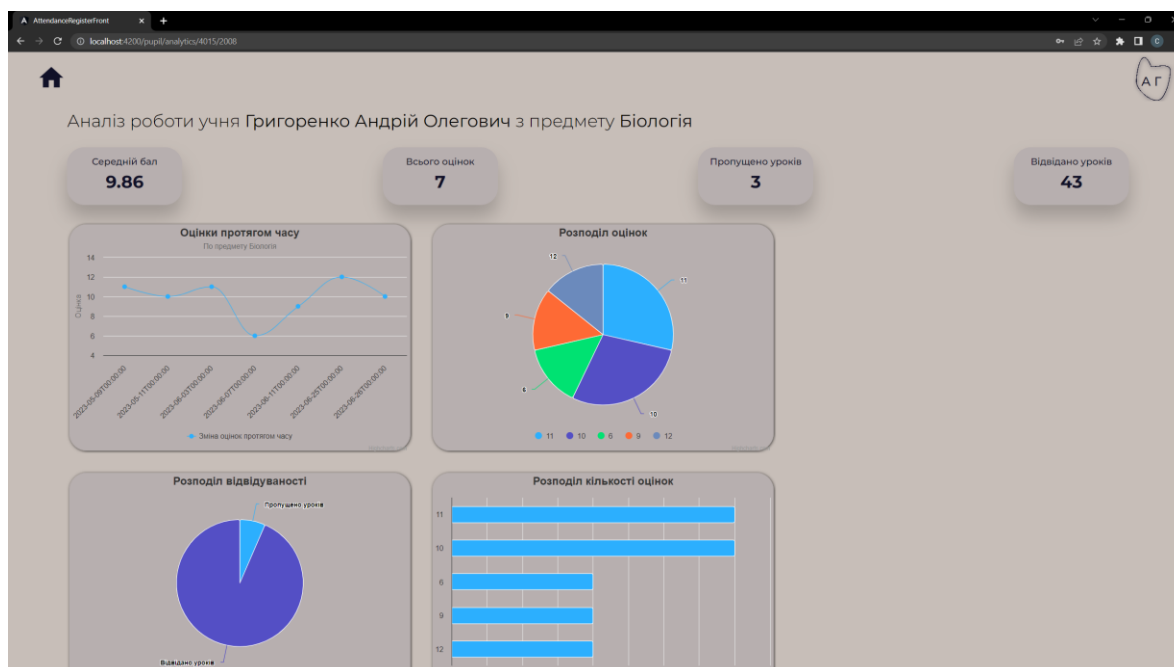 AttendanceRegisterFront
localhost:4200/pupil/analytics/4015/2008
А Г
Аналіз роботи учня Григоренко Андрій Олегович з предмету Біологія
Середній бал
9.86
Всього оцінок
7
Пропущено уроків
3
Відвідано уроків
43
Оцінки протягом часу
По предмету Біологія
Оцінка
14
12
10
8
6
4
2023-05-09T00:00:00
2023-05-11T00:00:00
2023-06-03T00:00:00
2023-06-07T00:00:00
2023-06-11T00:00:00
2023-06-25T00:00:00
2023-06-28T00:00:00
Зміна оцінок протягом часу
Розподіл оцінок
12
11
9
6
10
11 10 6 9 12
Розподіл відвідуваності
Пропущено уроків
Відвідано уроків
Розподіл кількості оцінок
11
10
6
9
12